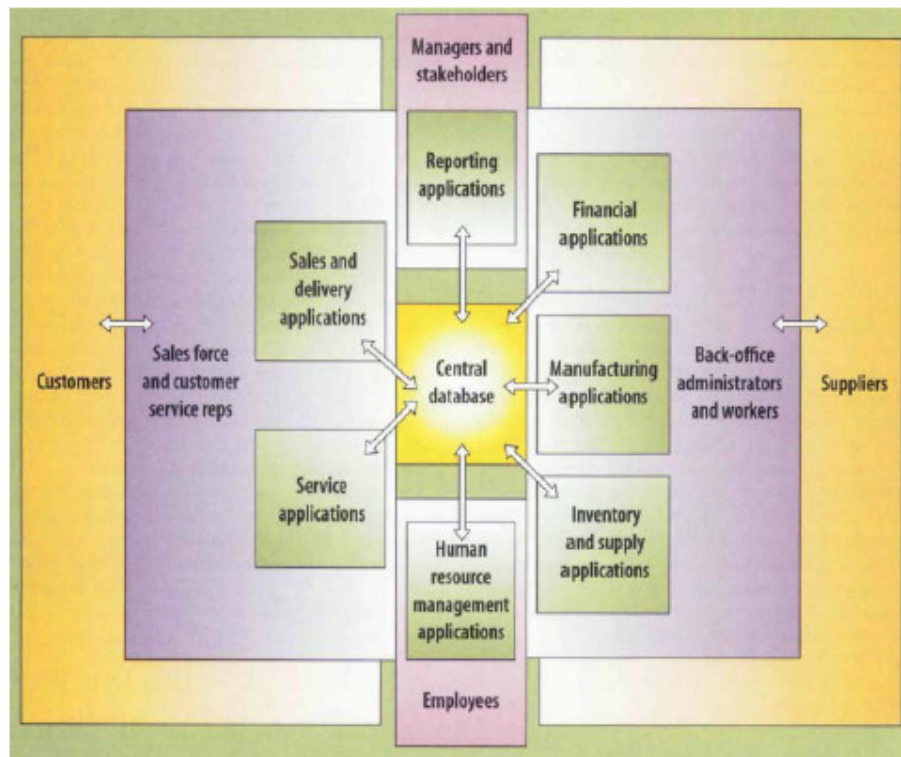 Managers and
stakeholders
Reporting
applications
Financial
applications
Sales and
delivery
applications
Customers
Sales force
and customer
service reps
Central
database
Manufacturing
applications
Back-office
administrators
and workers
Suppliers
Service
applications
Inventory
and supply
applications
Human
resource
management
applications
Employees